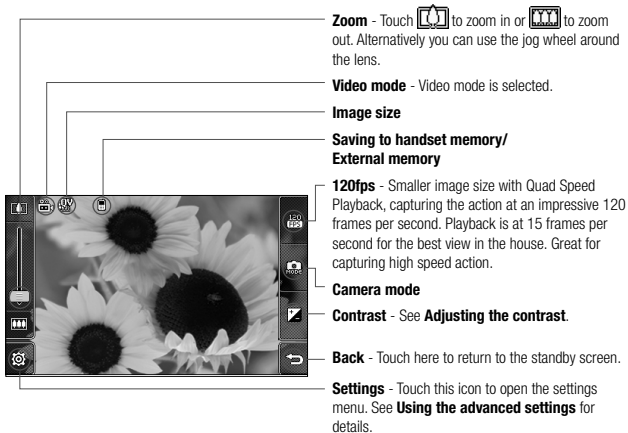 Zoom - Touch to zoom in or to zoom
out. Alternatively you can use the jog wheel around
the lens.
Video mode - Video mode is selected.
Image size
Saving to handset memory/
External memory
120fps - Smaller image size with Quad Speed
Playback, capturing the action at an impressive 120
frames per second. Playback is at 15 frames per
second for the best view in the house. Great for
capturing high speed action.
Camera mode
Contrast - See Adjusting the contrast.
Back - Touch here to return to the standby screen.
Settings - Touch this icon to open the settings
menu. See Using the advanced settings for
details.
120
FPS
MODE